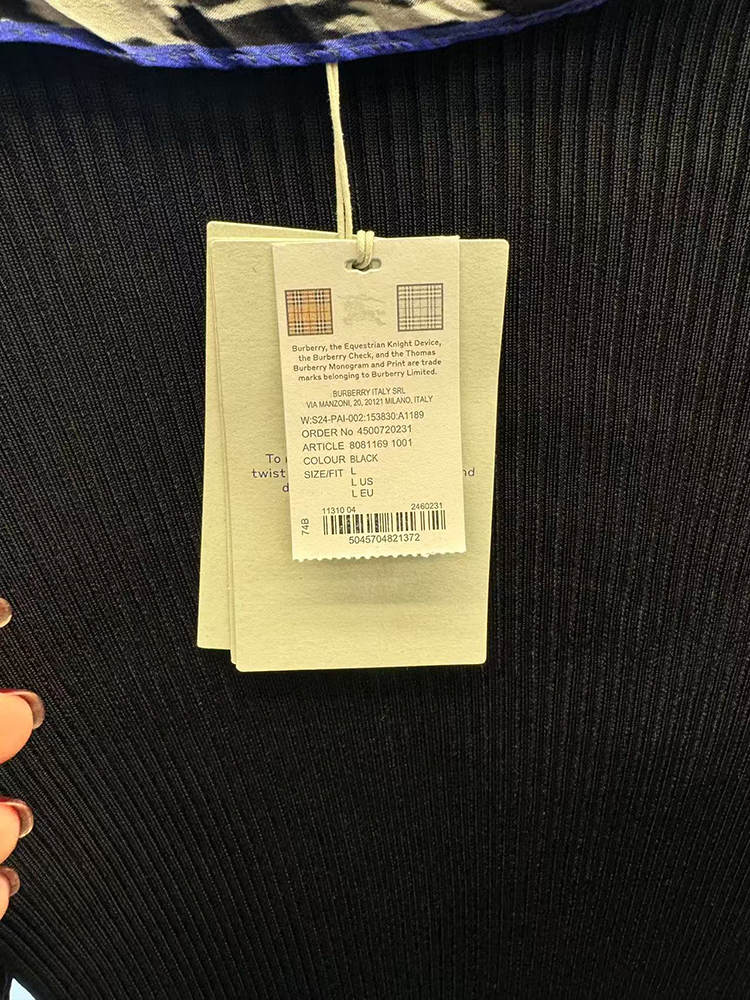 Burberry, the Equestrian Knight Device,
the Burberry Check, and the Thomas
Burberry Monogram and Print are trade
marks belonging to Burberry Limited.
BURBERRY ITALY SRL
VIA MANZONI, 20, 20121 MILANO, ITALY
W:S24-PAI-002:153830:A1189
ORDER No 4500720231
ARTICLE 8081169 1001
COLOUR BLACK
SIZE/FIT L
L US
L EU
74B
11310 04 2460231
5045704821372
To
twist